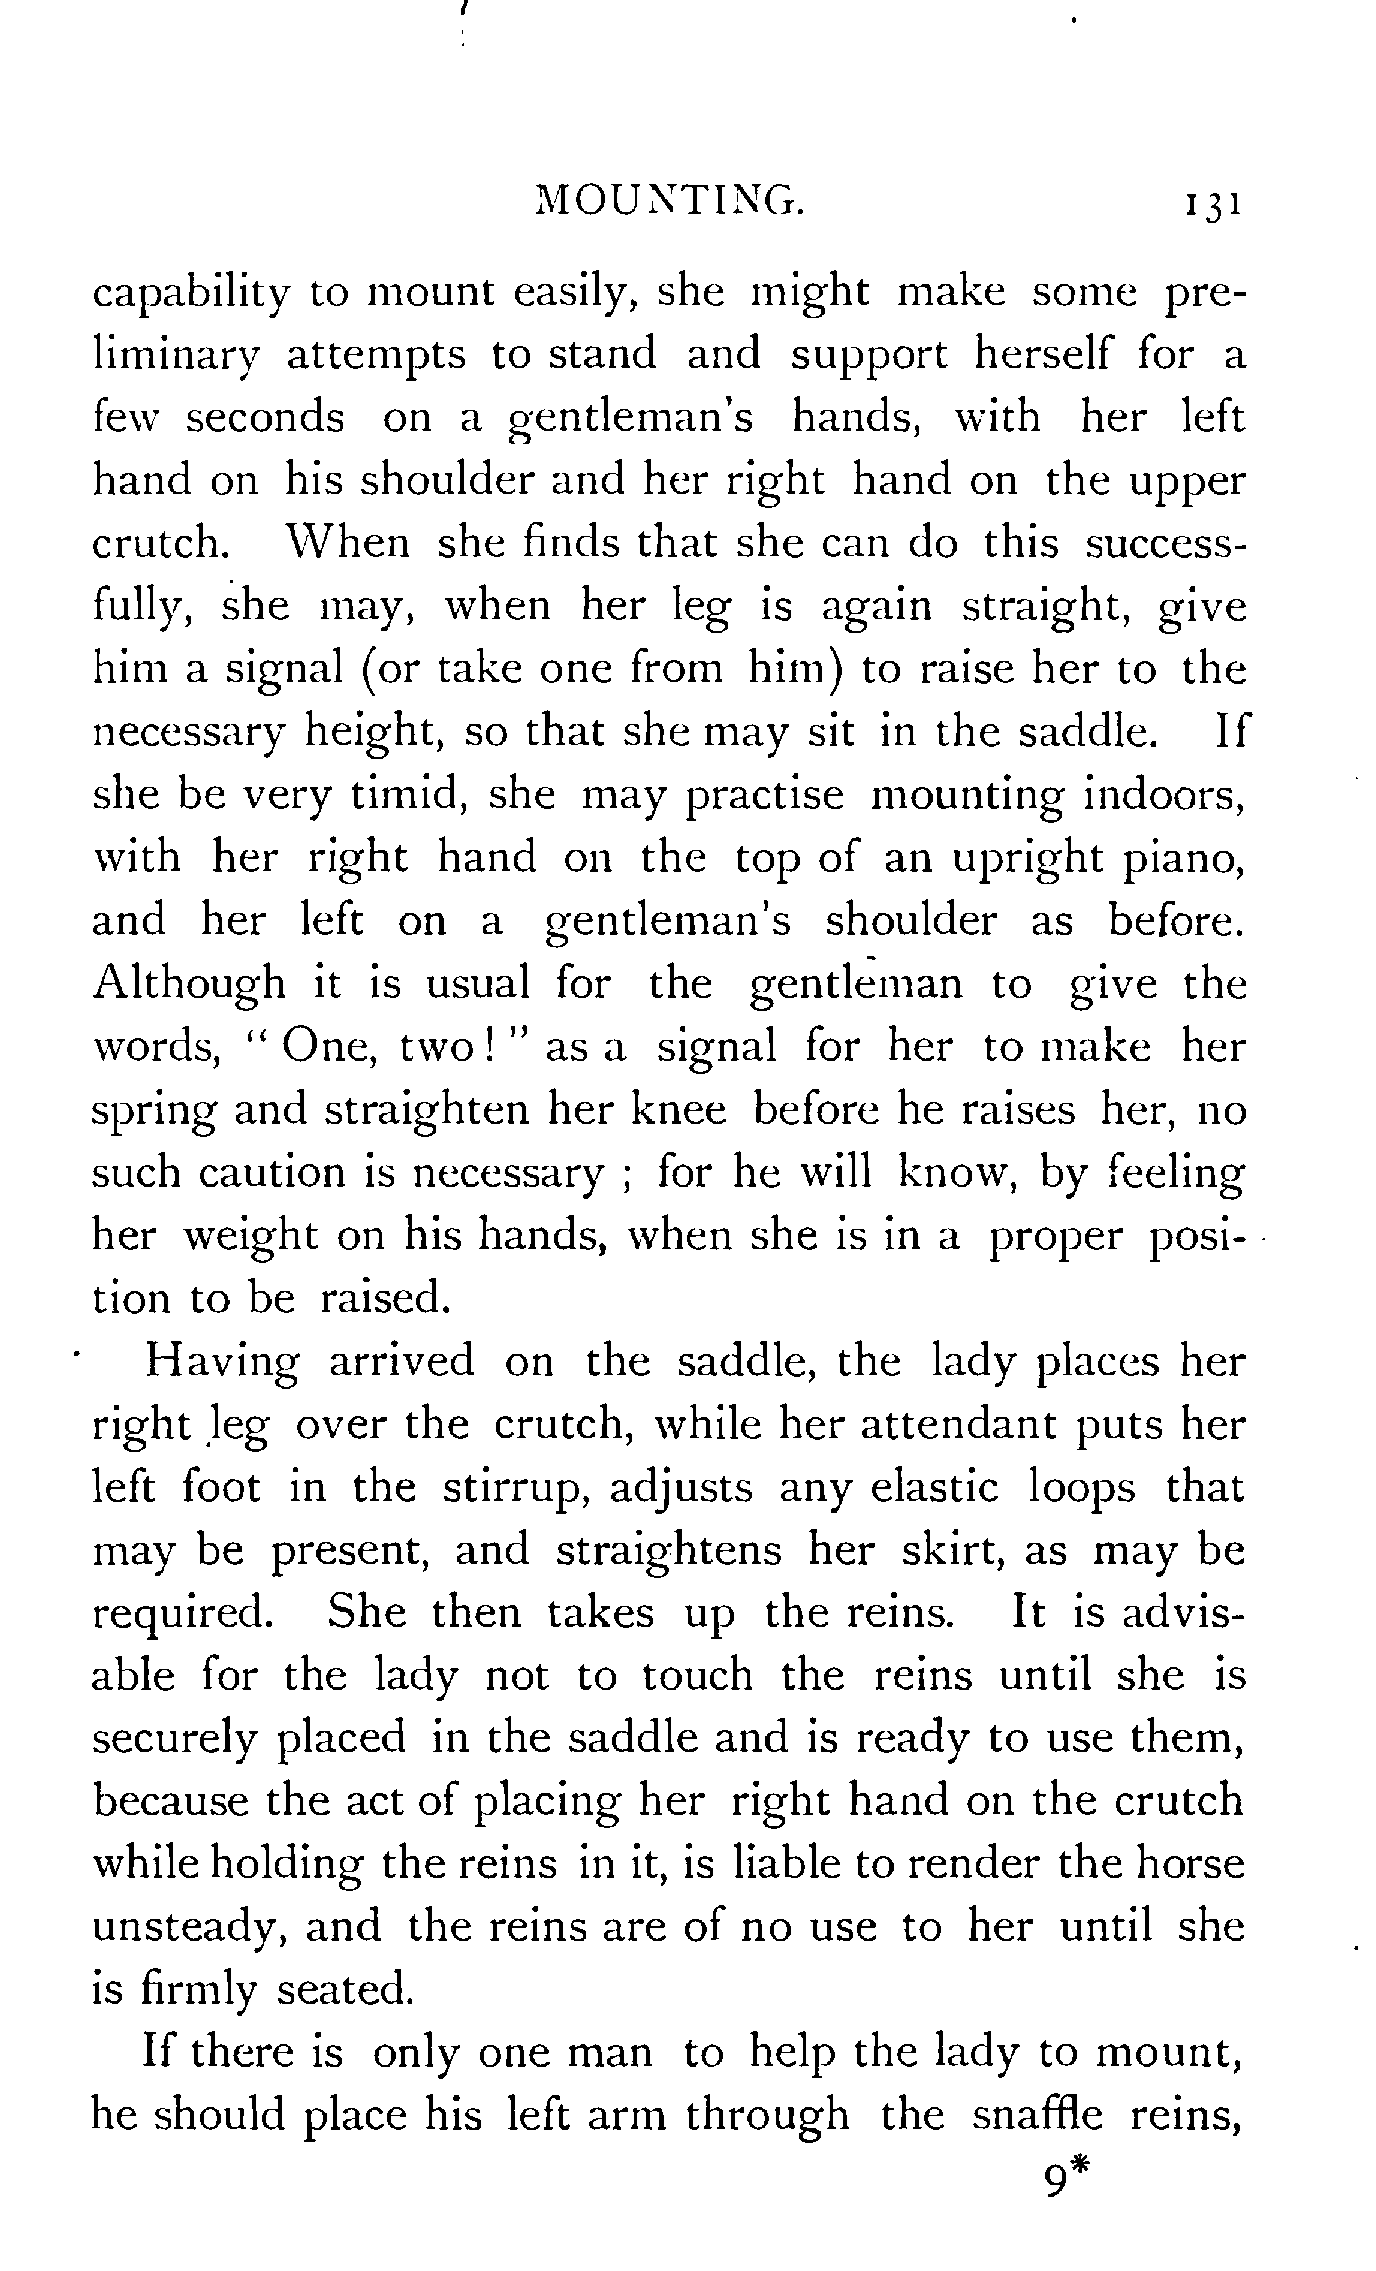 MOUNTING. 131
capability to mount easily, she might make some pre-
liminary attempts to stand and support herself for a
few seconds on a gentleman's hands, with her left
hand on his shoulder and her right hand on the upper
crutch. When she finds that she can do this success-
fully, she may, when her leg is again straight, give
him a signal (or take one from him) to raise her to the
necessary height, so that she may sit in the saddle. If
she be very timid, she may practise mounting indoors,
with her right hand on the top of an upright piano,
and her left on a gentleman's shoulder as before.
Although it is usual for the gentleman to give the
words, " One, two ! " as a signal for her to make her
spring and straighten her knee before he raises her, no
such caution is necessary ; for he will know, by feeling
her weight on his hands, when she is in a proper posi-
tion to be raised.
Having arrived on the saddle, the lady places her
right leg over the crutch, while her attendant puts her
left foot in the stirrup, adjusts any elastic loops that
may be present, and straightens her skirt, as may be
required. She then takes up the reins. It is advis-
able for the lady not to touch the reins until she is
securely placed in the saddle and is ready to use them,
because the act of placing her right hand on the crutch
while holding the reins in it, is liable to render the horse
unsteady, and the reins are of no use to her until she
is firmly seated.
If there is only one man to help the lady to mount,
he should place his left arm through the snaffle reins,
9*